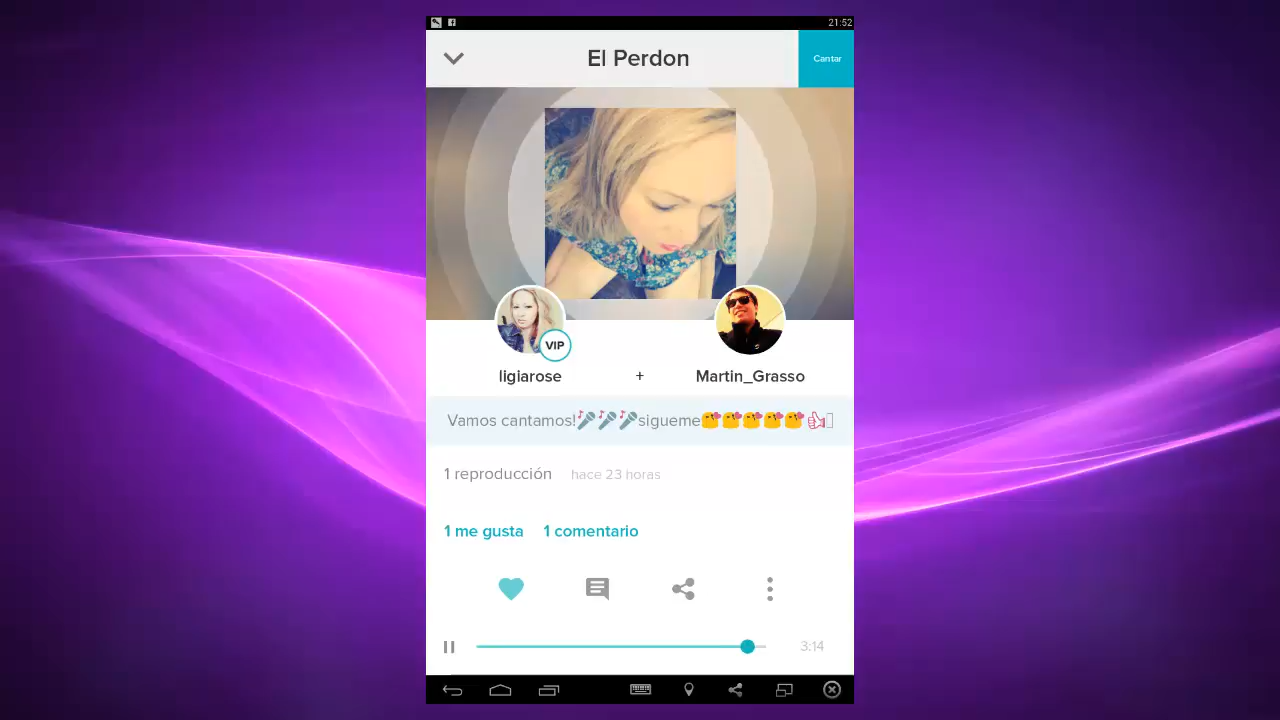 21:52
El Perdon
Cantar
VIP
ligiarose + Martin_Grasso
Vamos cantamos!🎤🎤🎤sigueme😘😘😘😘😘👍
1 reproducción hace 23 horas
1 me gusta 1 comentario
3:14